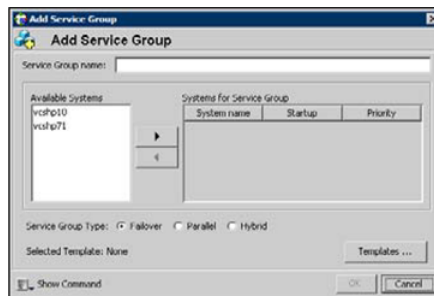 Add Service Group
Add Service Group
Service Group name:
Available Systems
vcshp10
vcshp71
Systems for Service Group
System name Startup Priority
Service Group Type: Failover Parallel Hybrid
Selected Template: None
Templates ...
Show Command
OK Cancel